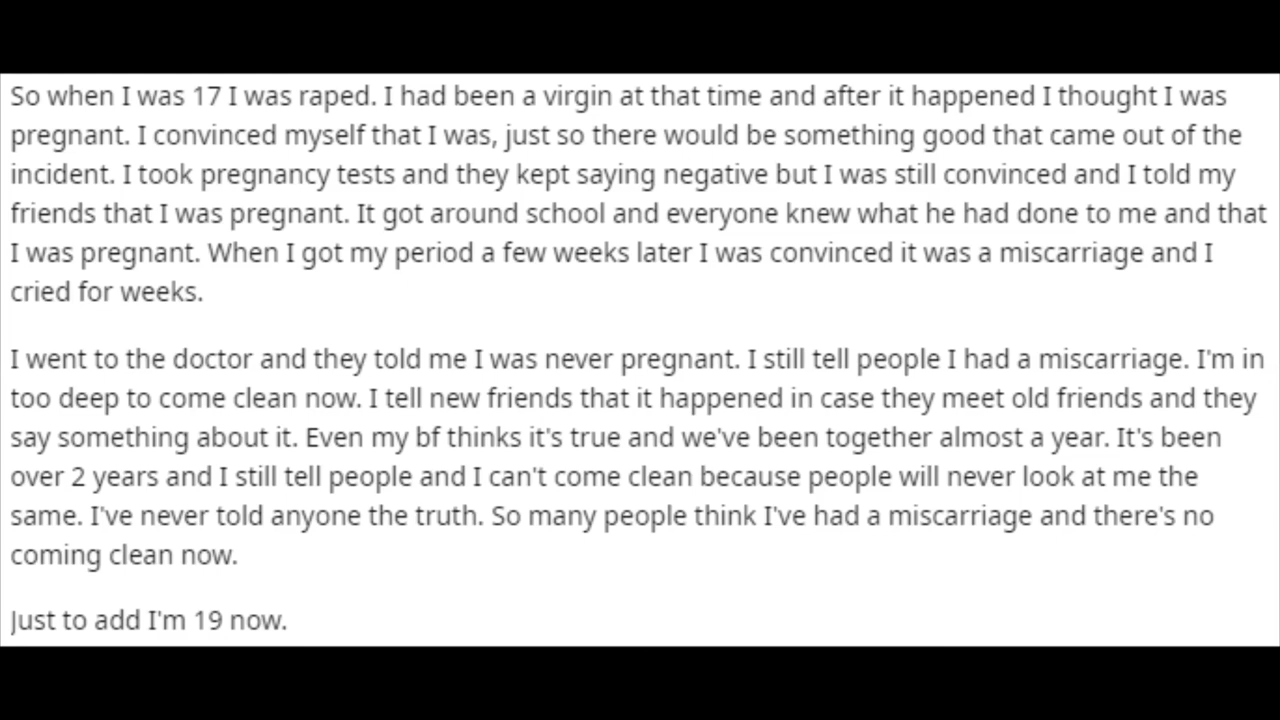 So when I was 17 I was raped. I had been a virgin at that time and after it happened I thought I was
pregnant. I convinced myself that I was, just so there would be something good that came out of the
incident. I took pregnancy tests and they kept saying negative but I was still convinced and I told my
friends that I was pregnant. It got around school and everyone knew what he had done to me and that
I was pregnant. When I got my period a few weeks later I was convinced it was a miscarriage and I
cried for weeks.
I went to the doctor and they told me I was never pregnant. I still tell people I had a miscarriage. I'm in
too deep to come clean now. I tell new friends that it happened in case they meet old friends and they
say something about it. Even my bf thinks it's true and we've been together almost a year. It's been
over 2 years and I still tell people and I can't come clean because people will never look at me the
same. I've never told anyone the truth. So many people think I've had a miscarriage and there's no
coming clean now.
Just to add I'm 19 now.